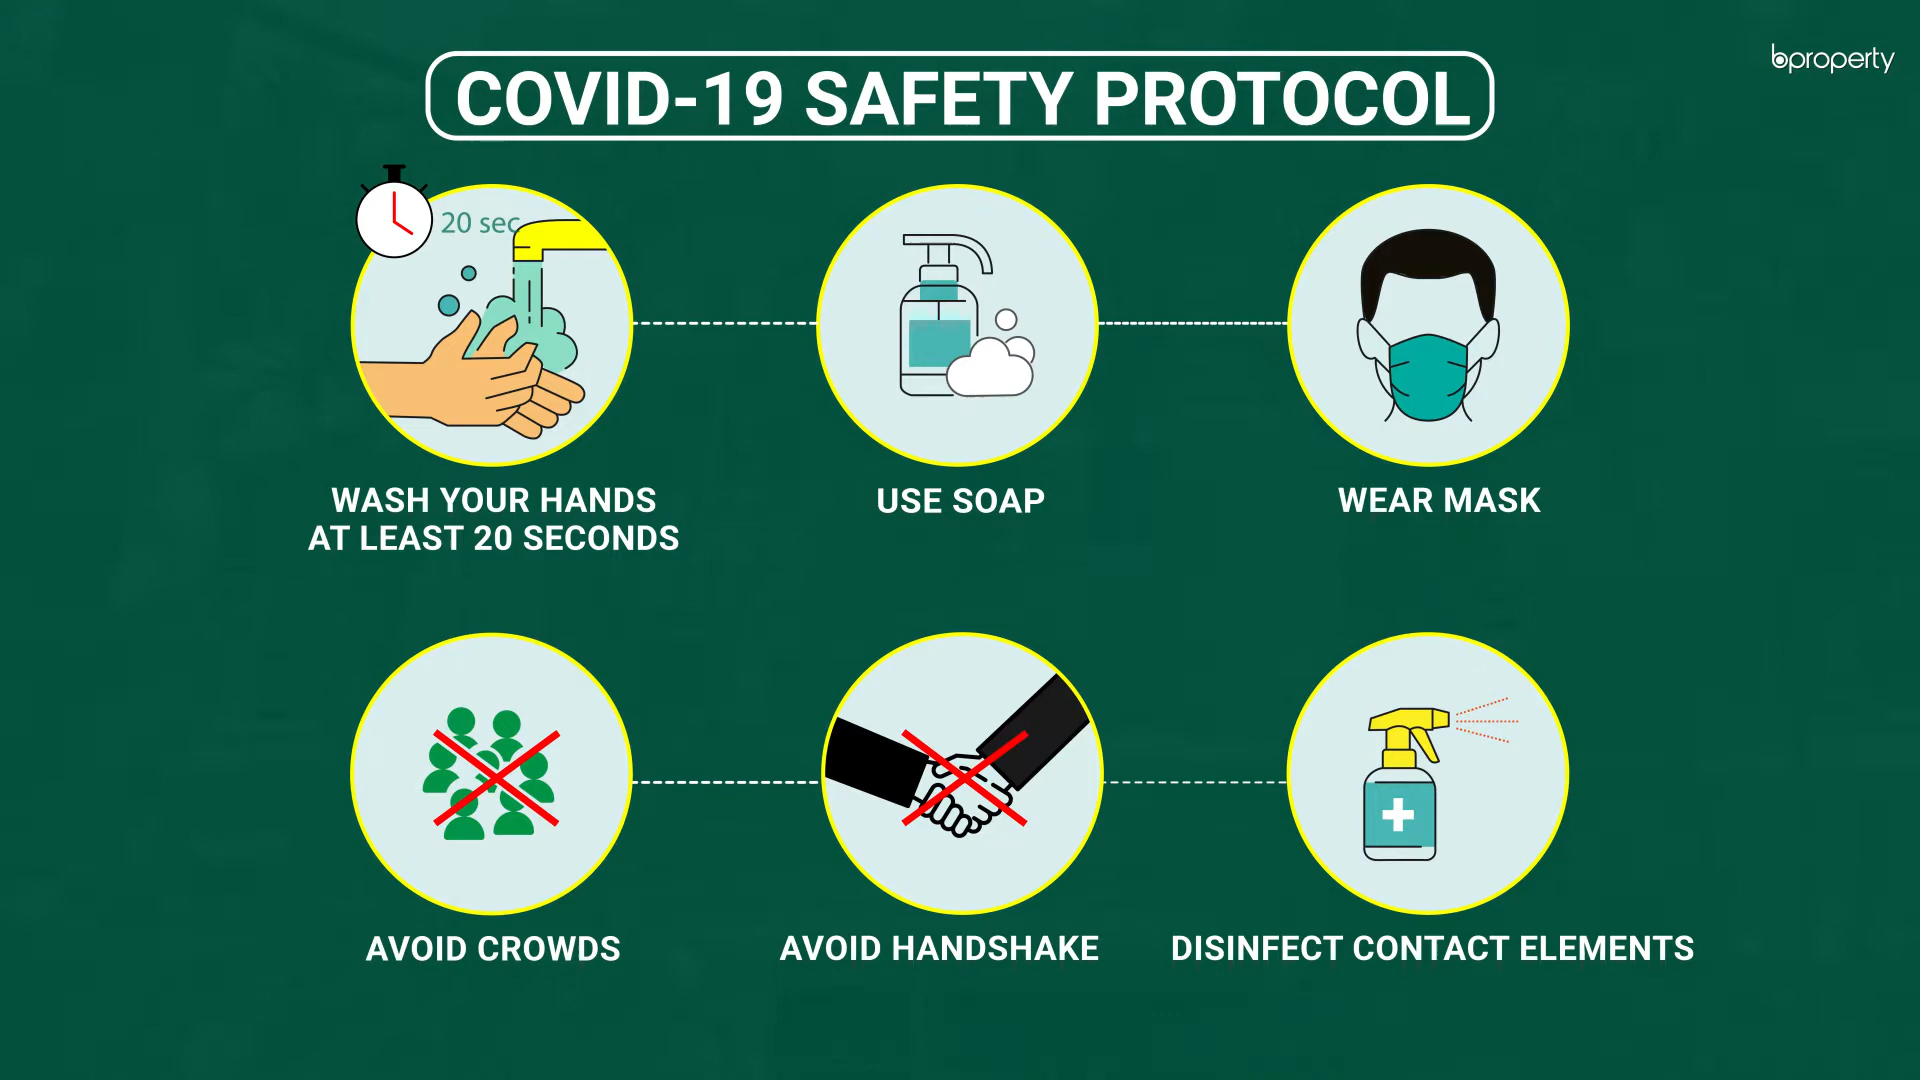 COVID-19 SAFETY PROTOCOL
bproperty
20 sec
WASH YOUR HANDS
AT LEAST 20 SECONDS
USE SOAP
WEAR MASK
AVOID CROWDS
AVOID HANDSHAKE
DISINFECT CONTACT ELEMENTS